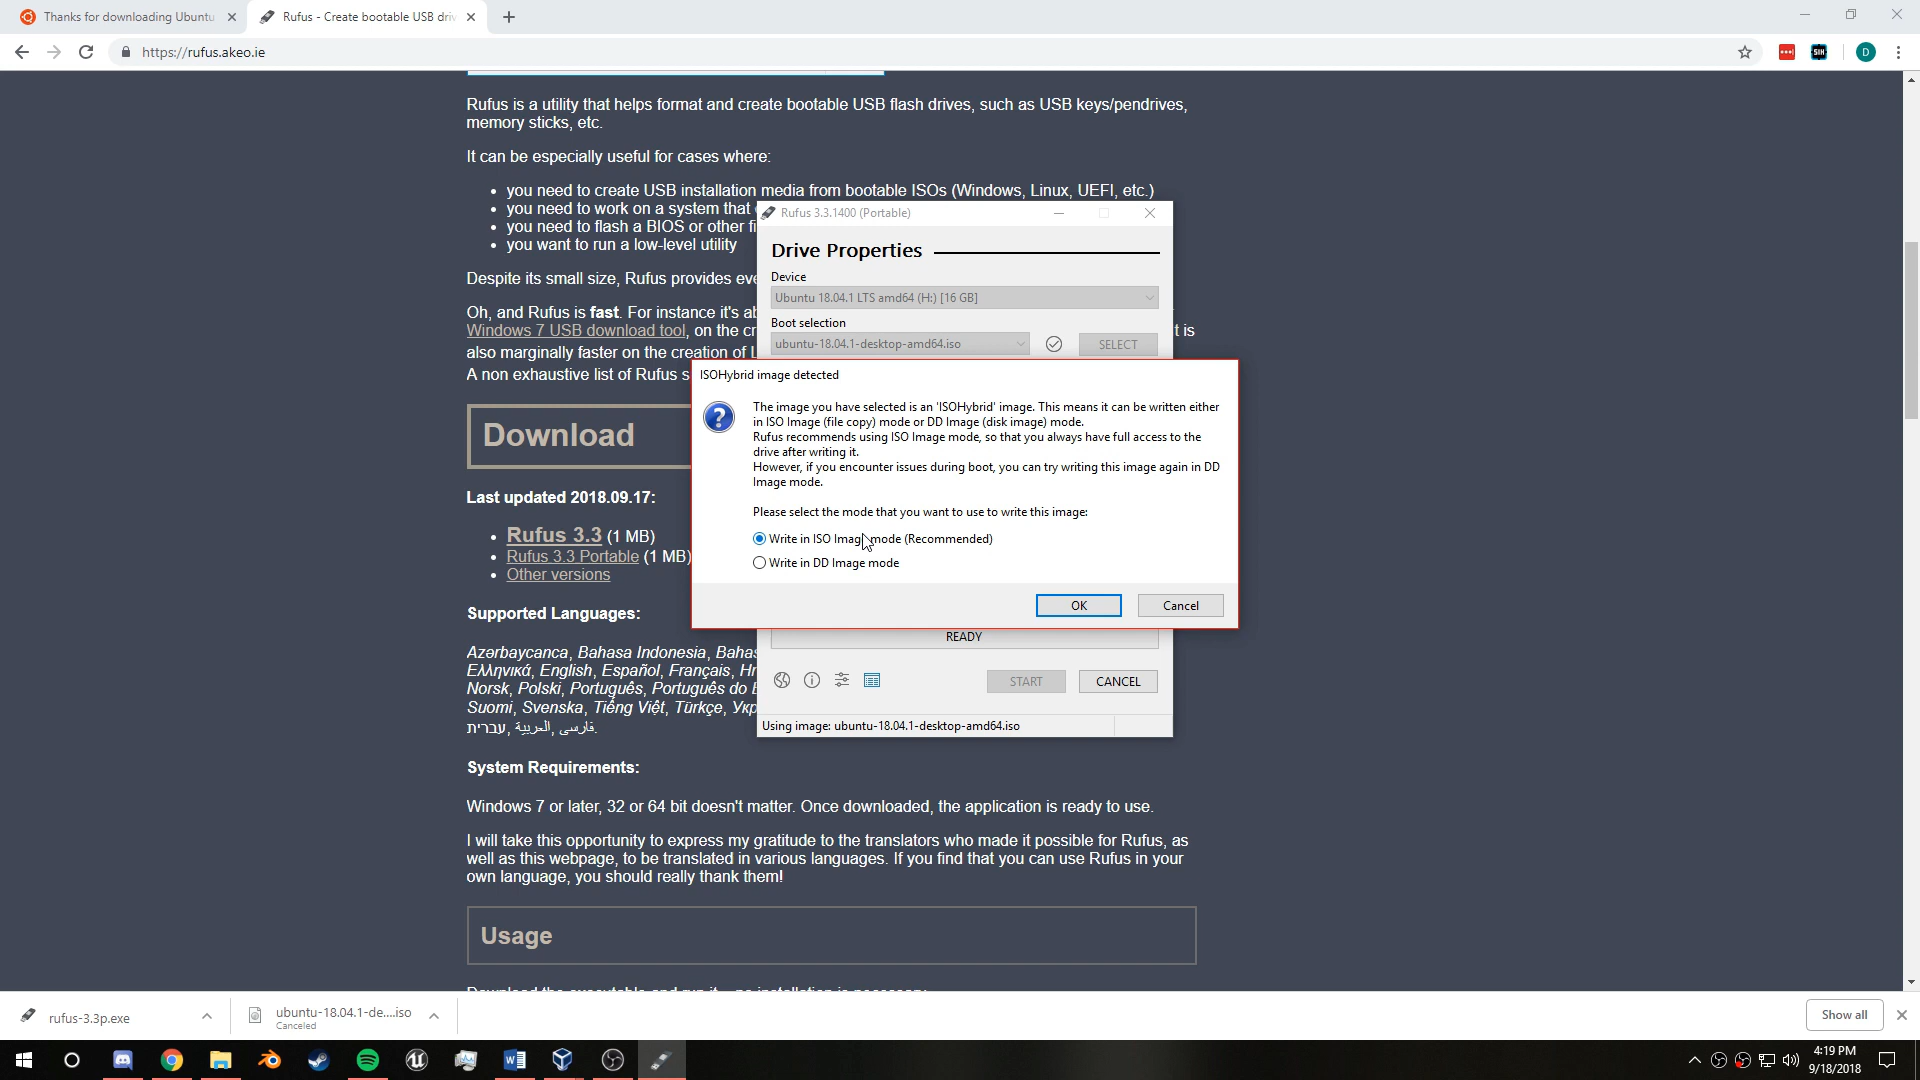 Thanks for downloading Ubuntu
Rufus - Create bootable USB driv
https://rufus.akeo.ie
D
Rufus is a utility that helps format and create bootable USB flash drives, such as USB keys/pendrives,
memory sticks, etc.
It can be especially useful for cases where:
you need to create USB installation media from bootable ISOs (Windows, Linux, UEFI, etc.)
you need to work on a system that
you need to flash a BIOS or other
you want to run a low-level utility
Despite its small size, Rufus provides
Oh, and Rufus is fast. For instance it's
Windows 7 USB download tool, on the
t is
also marginally faster on the creation of
A non exhaustive list of Rufus
Download
Last updated 2018.09.17:
Rufus 3.3 (1 MB)
Rufus 3.3 Portable (1 MB)
Other versions
Supported Languages:
Azərbaycanca, Bahasa Indonesia,
Ελληνικά, English, Español, Français,
Norsk, Polski, Português, Português do
Suomi, Svenska, Tiếng Việt, Türkçe,
עברית, العربية, فارسی.
System Requirements:
Windows 7 or later, 32 or 64 bit doesn't matter. Once downloaded, the application is ready to use.
I will take this opportunity to express my gratitude to the translators who made it possible for Rufus, as
well as this webpage, to be translated in various languages. If you find that you can use Rufus in your
own language, you should really thank them!
Usage
Rufus 3.3.1400 (Portable)
Drive Properties
Device
Ubuntu 18.04.1 LTS amd64 (H:) [16 GB]
Boot selection
ubuntu-18.04.1-desktop-amd64.iso
SELECT
ISOHybrid image detected
The image you have selected is an 'ISOHybrid' image. This means it can be written either
in ISO Image (file copy) mode or DD Image (disk image) mode.
Rufus recommends using ISO Image mode, so that you always have full access to the
drive after writing it.
However, if you encounter issues during boot, you can try writing this image again in DD
Image mode.
Please select the mode that you want to use to write this image:
Write in ISO Image mode (Recommended)
Write in DD Image mode
OK
Cancel
READY
START
CANCEL
Using image: ubuntu-18.04.1-desktop-amd64.iso
rufus-3.3p.exe
ubuntu-18.04.1-de....iso
Canceled
Show all
4:19 PM
9/18/2018